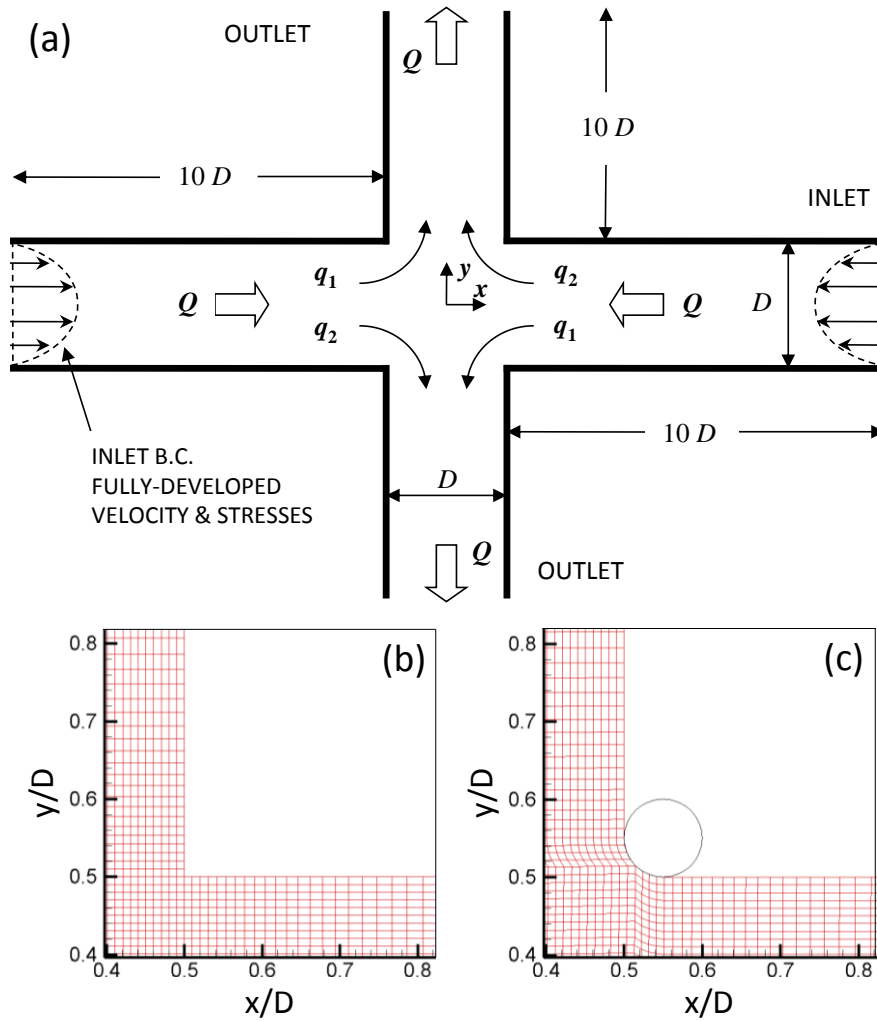 (a)
OUTLET
Q
10 D
10 D
INLET
q1
q2
y
x
Q
Q
D
q2
q1
10 D
INLET B.C.
FULLY-DEVELOPED
VELOCITY & STRESSES
D
Q
OUTLET
(b)
0.8
0.7
0.6
0.5
0.4
y/D
0.4
0.5
0.6
0.7
0.8
x/D
(c)
0.8
0.7
0.6
0.5
0.4
y/D
0.4
0.5
0.6
0.7
0.8
x/D